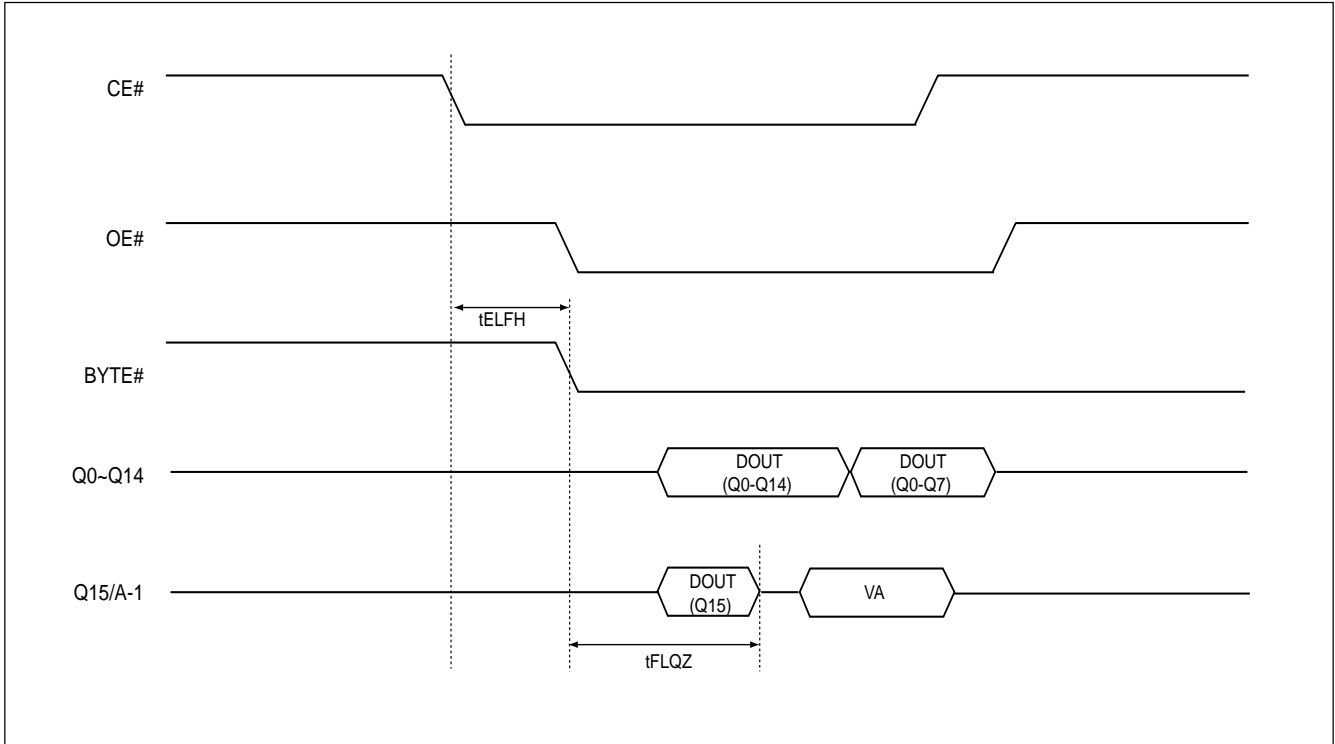 CE#
OE#
tELFH
BYTE#
Q0~Q14
DOUT
(Q0-Q14)
DOUT
(Q0-Q7)
Q15/A-1
DOUT
(Q15)
VA
tFLQZ